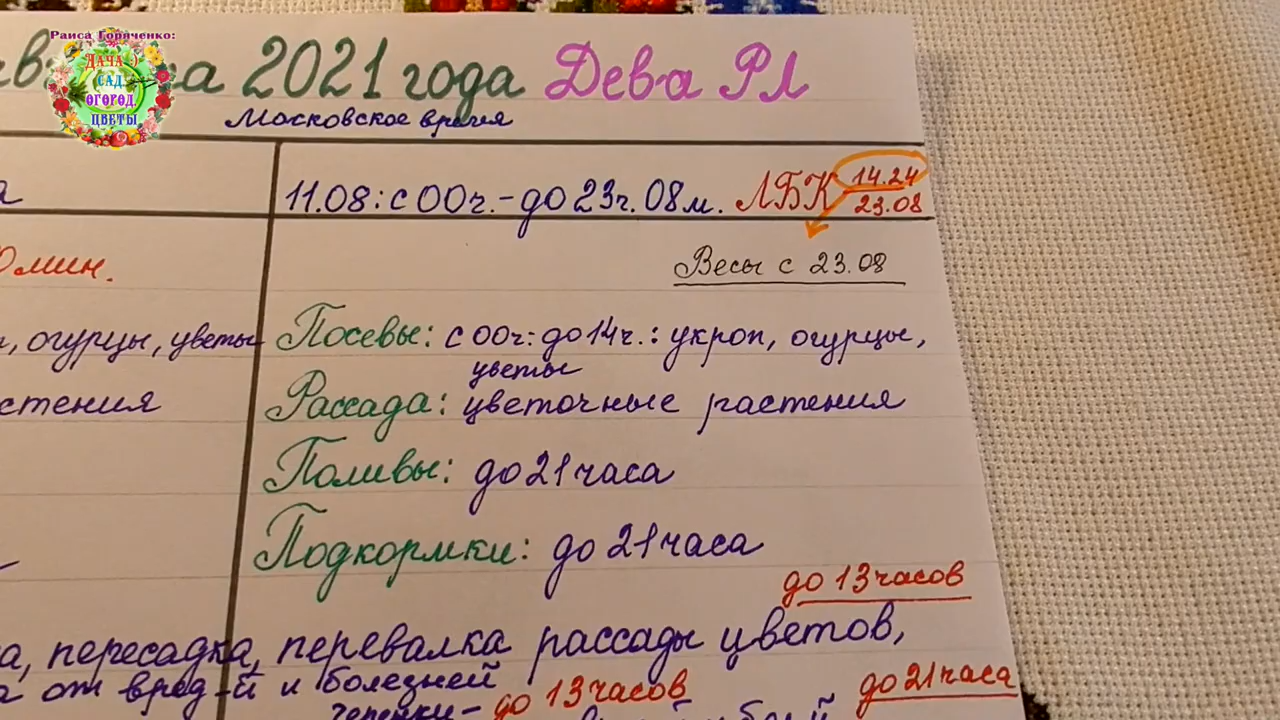 Раиса Горяченко:
Дача :)
сад,
огород,
цветы
2021 года Дева РЛ
Московское время
11.08: с 00ч. - до 23ч. 08м. ЛБК 14.24
23.08
Омин.
Весы с 23.08
огурцы, цветы
Посевы: с 00ч: до 14ч.: укроп, огурцы,
цветы
стения
Рассада: цветочные растения
Поливы: до 21 часа
Подкормки: до 21 часа
до 13 часов
а, пересадка, перевалка рассады цветов,
а от вред-й и болезней
до 21 часа
черенки - до 13 часов